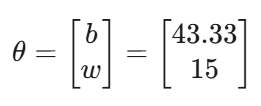 θ = [b w] = [43.33 15]